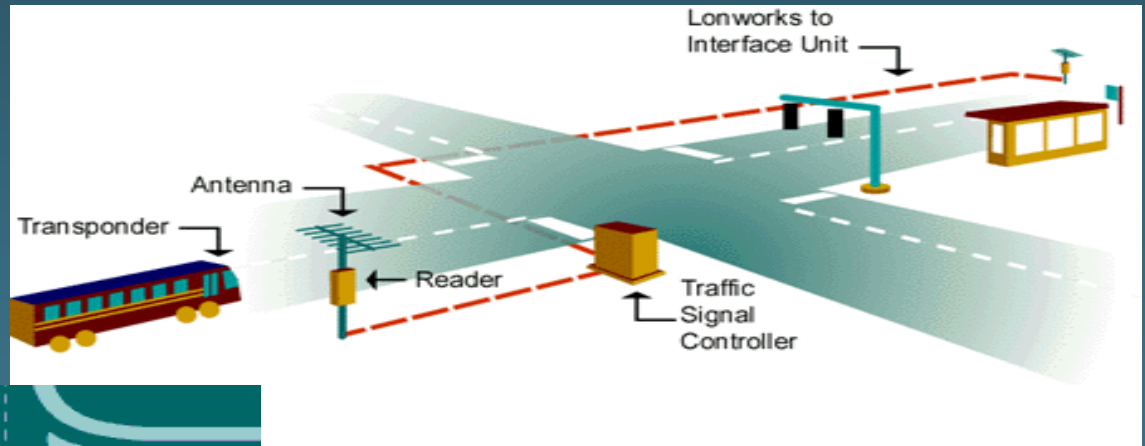 Lonworks to
Interface Unit
Antenna
Transponder
Reader
Traffic
Signal
Controller